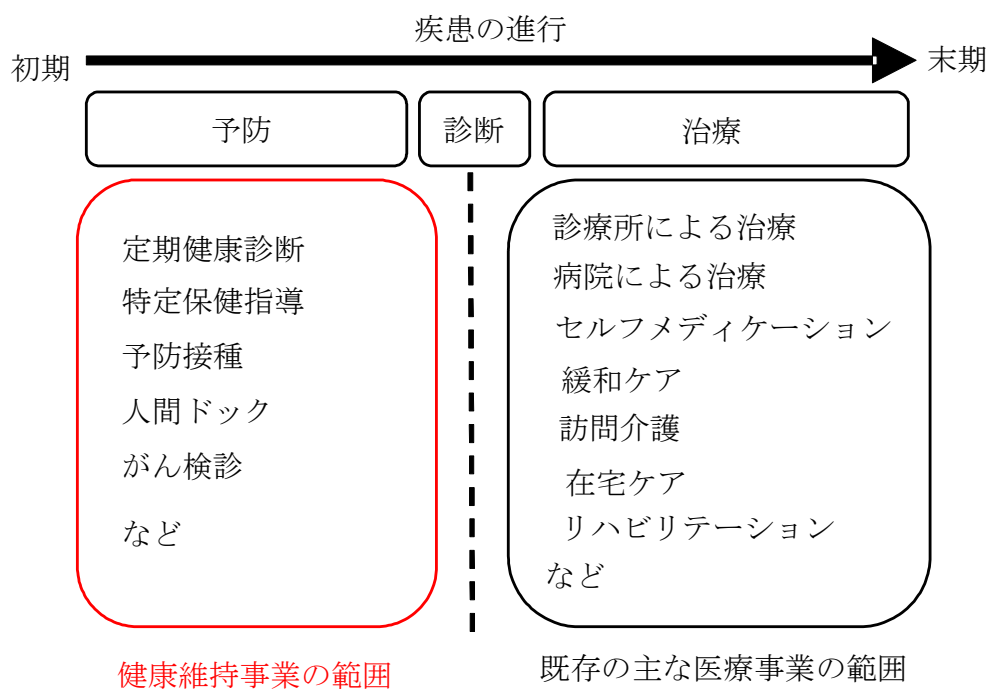 疾患の進行
初期
末期
予防
診断
治療
定期健康診断
特定保健指導
予防接種
人間ドック
がん検診
など
診療所による治療
病院による治療
セルフメディケーション
緩和ケア
訪問介護
在宅ケア
リハビリテーション
など
健康維持事業の範囲
既存の主な医療事業の範囲